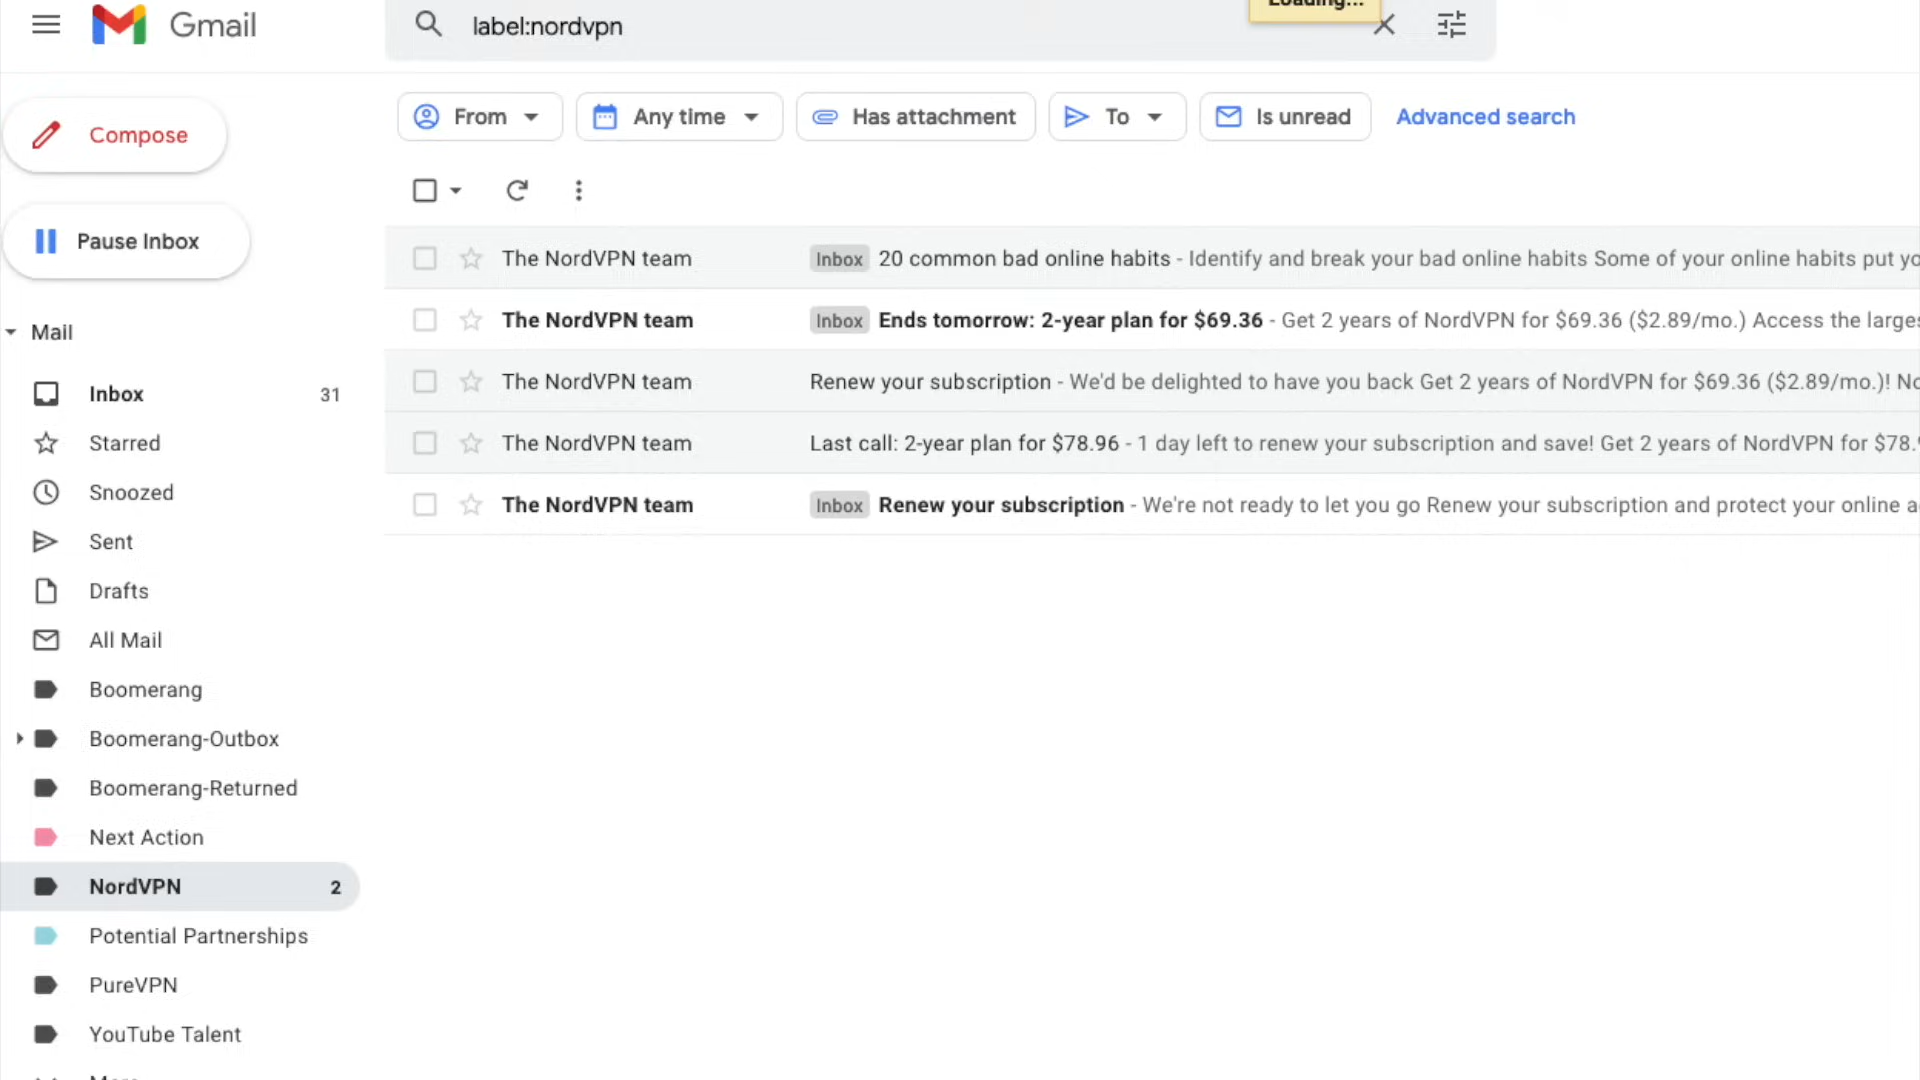 Loading...
Gmail
label:nordvpn
From
Any time
Has attachment
To
Is unread
Advanced search
Compose
Pause Inbox
Mail
Inbox 31
Starred
Snoozed
Sent
Drafts
All Mail
Boomerang
Boomerang-Outbox
Boomerang-Returned
Next Action
NordVPN 2
Potential Partnerships
PureVPN
YouTube Talent
More
The NordVPN team Inbox 20 common bad online habits - Identify and break your bad online habits Some of your online habits put
The NordVPN team Inbox Ends tomorrow: 2-year plan for $69.36 - Get 2 years of NordVPN for $69.36 ($2.89/mo.) Access the
The NordVPN team Renew your subscription - We'd be delighted to have you back Get 2 years of NordVPN for $69.36 ($2.89/mo.)!
The NordVPN team Last call: 2-year plan for $78.96 - 1 day left to renew your subscription and save! Get 2 years of NordVPN for
The NordVPN team Inbox Renew your subscription - We're not ready to let you go Renew your subscription and protect your online